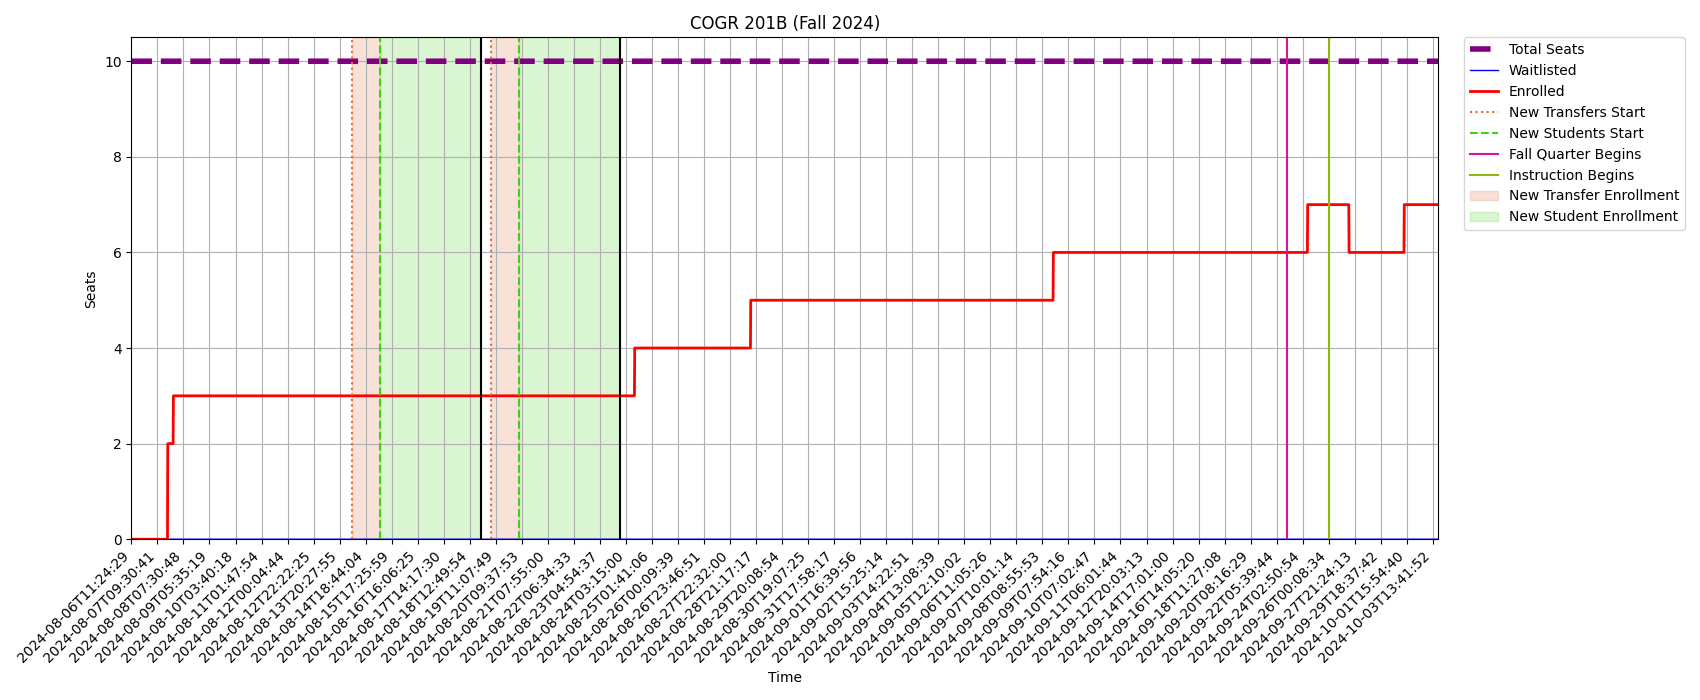 COGR 201B (Fall 2024)
Total Seats
Waitlisted
Enrolled
New Transfers Start
New Students Start
Fall Quarter Begins
Instruction Begins
New Transfer Enrollment
New Student Enrollment
Seats
10
8
6
4
2
0
2024-08-06T11:24:29
2024-08-07T09:30:41
2024-08-08T07:30:48
2024-08-09T05:35:19
2024-08-10T03:40:18
2024-08-11T01:47:54
2024-08-12T00:04:44
2024-08-12T22:22:25
2024-08-13T20:27:55
2024-08-14T18:44:04
2024-08-15T17:25:59
2024-08-16T16:06:25
2024-08-17T14:17:30
2024-08-18T12:49:54
2024-08-19T11:07:49
2024-08-20T09:37:53
2024-08-21T07:55:00
2024-08-22T06:34:33
2024-08-23T04:54:37
2024-08-24T03:15:00
2024-08-25T01:41:06
2024-08-26T00:09:39
2024-08-26T23:46:51
2024-08-27T22:32:00
2024-08-28T21:17:17
2024-08-29T20:08:54
2024-08-30T19:07:25
2024-08-31T17:58:17
2024-09-01T16:39:56
2024-09-02T15:25:14
2024-09-03T14:22:51
2024-09-04T13:08:39
2024-09-05T12:10:02
2024-09-06T11:05:26
2024-09-07T10:01:14
2024-09-08T08:55:53
2024-09-09T07:54:16
2024-09-10T07:02:47
2024-09-11T06:01:44
2024-09-12T20:03:13
2024-09-14T17:01:00
2024-09-16T14:05:20
2024-09-18T11:27:08
2024-09-20T08:16:29
2024-09-22T05:39:44
2024-09-24T02:50:54
2024-09-26T00:08:34
2024-09-27T21:24:13
2024-09-29T18:37:42
2024-10-01T15:54:40
2024-10-03T13:41:52
Time